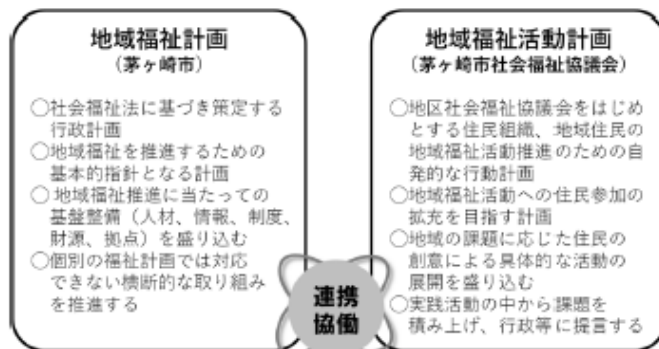 地域福祉計画
(茅ヶ崎市)
○社会福祉法に基づき策定する
行政計画
○地域福祉を推進するための
基本的指針となる計画
○地域福祉推進に当たっての
基盤整備(人材、情報、制度、
財源、拠点)を盛り込む
○個別の福祉計画では対応
できない横断的な取り組み
を推進する
地域福祉活動計画
(茅ヶ崎市社会福祉協議会)
○地区社会福祉協議会をはじめ
とする住民組織、地域住民の
地域福祉活動推進のための自
発的な行動計画
○地域福祉活動への住民参加の
拡充を目指す計画
○地域の課題に応じた住民の
創意による具体的な活動の
展開を盛り込む
○実践活動の中から課題を
積み上げ、行政等に提言する
連携
協働